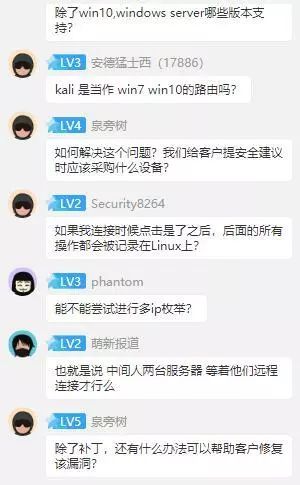 除了win10,windows server哪些版本支
持?
LV3 安德猛士西（17886）
kali 是当作 win7 win10的路由吗?
LV4 泉旁树
如何解决这个问题？我们给客户提安全建议
时应该采购什么设备?
LV2 Security8264
如果我连接时候点击是了之后，后面的所有
操作都会被记录在Linux上?
LV3 phantom
能不能尝试进行多ip枚举?
LV2 萌新报道
也就是说 中间人两台服务器 等着他们远程
连接才行么
LV5 泉旁树
除了补丁，还有什么办法可以帮助客户修复
该漏洞?